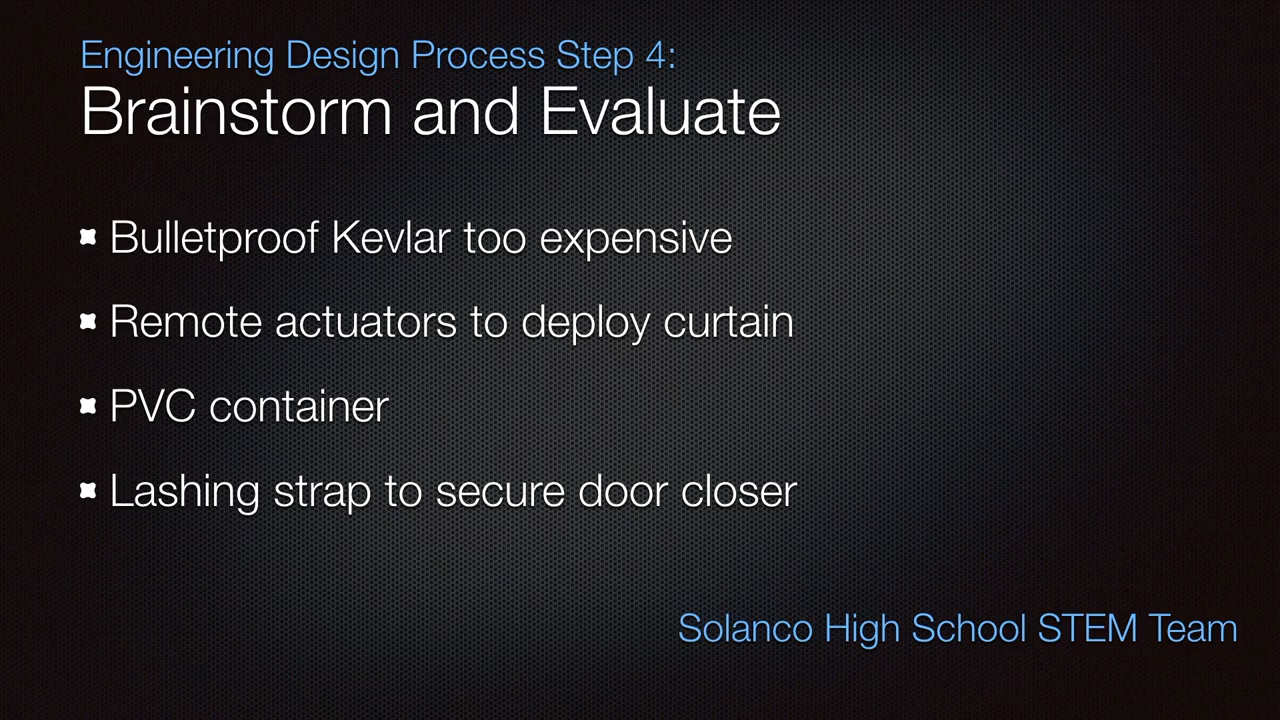 Engineering Design Process Step 4:
Brainstorm and Evaluate
Bulletproof Kevlar too expensive
Remote actuators to deploy curtain
PVC container
Lashing strap to secure door closer
Solanco High School STEM Team